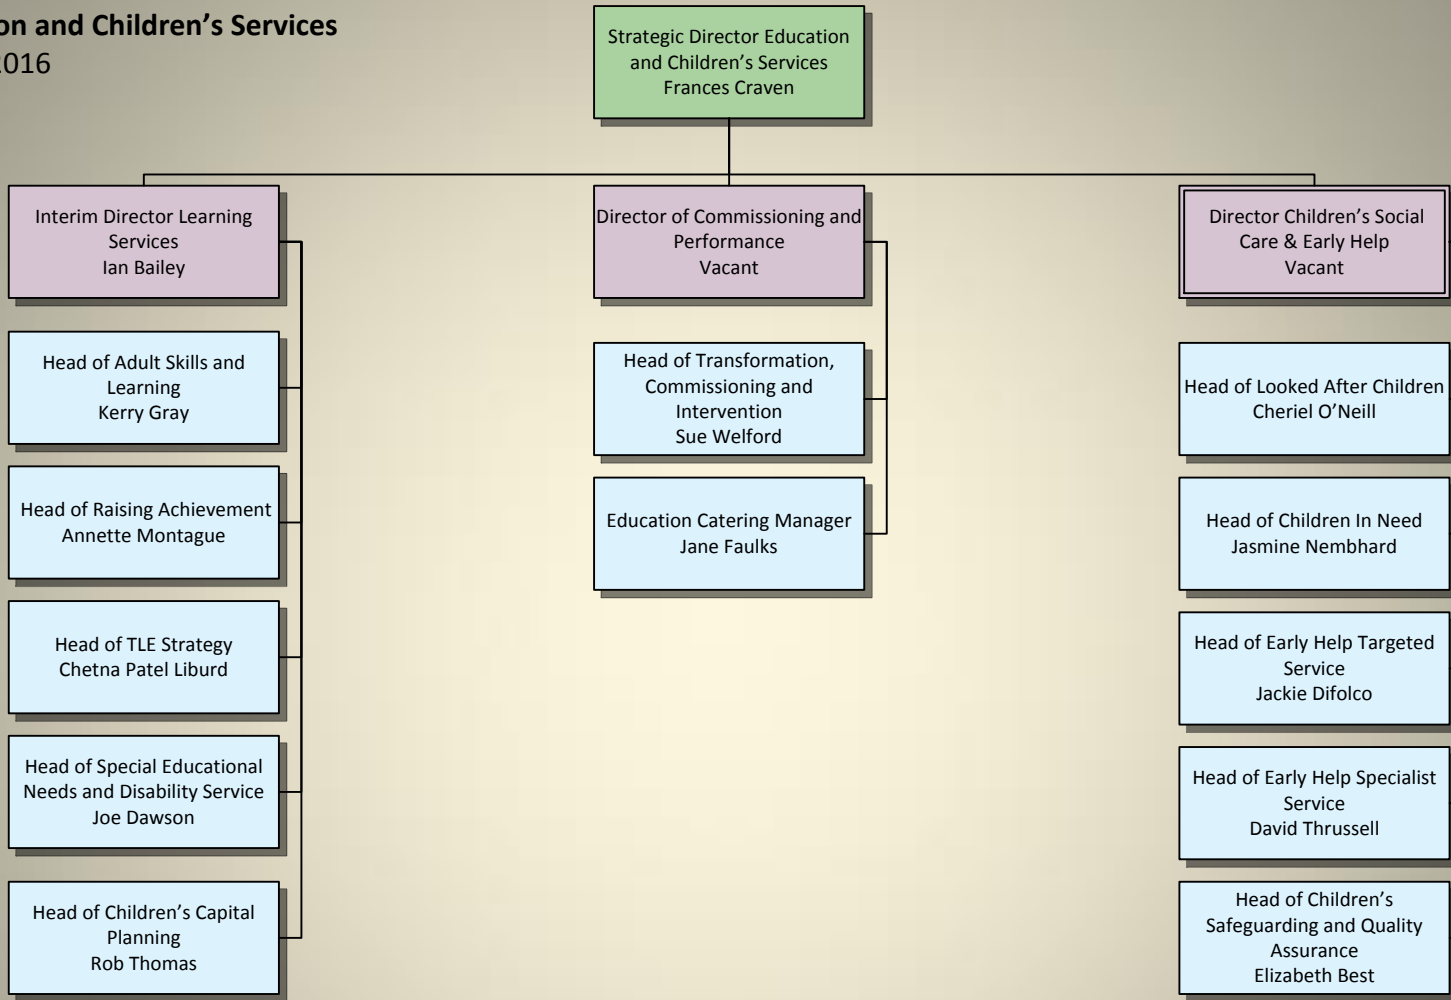 on and Children's Services
2016
Strategic Director Education
and Children's Services
Frances Craven
Interim Director Learning
Services
Ian Bailey
Head of Adult Skills and
Learning
Kerry Gray
Head of Raising Achievement
Annette Montague
Head of TLE Strategy
Chetna Patel Liburd
Head of Special Educational
Needs and Disability Service
Joe Dawson
Head of Children's Capital
Planning
Rob Thomas
Director of Commissioning and
Performance
Vacant
Head of Transformation,
Commissioning and
Intervention
Sue Welford
Education Catering Manager
Jane Faulks
Director Children's Social
Care & Early Help
Vacant
Head of Looked After Children
Cheriel O'Neill
Head of Children In Need
Jasmine Nembhard
Head of Early Help Targeted
Service
Jackie Difolco
Head of Early Help Specialist
Service
David Thrussell
Head of Children's
Safeguarding and Quality
Assurance
Elizabeth Best